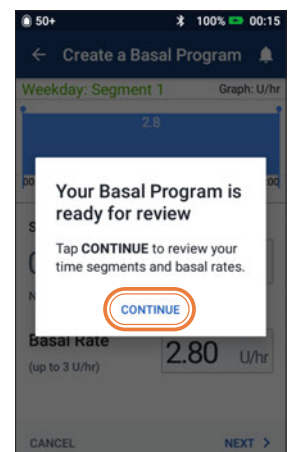 50+ 100% 00:15
Create a Basal Program
Weekday: Segment 1 Graph: U/hr
2.8
Your Basal Program is
ready for review
Tap CONTINUE to review your
time segments and basal rates.
CONTINUE
Basal Rate
(up to 3 U/hr)
2.80 U/hr
CANCEL NEXT